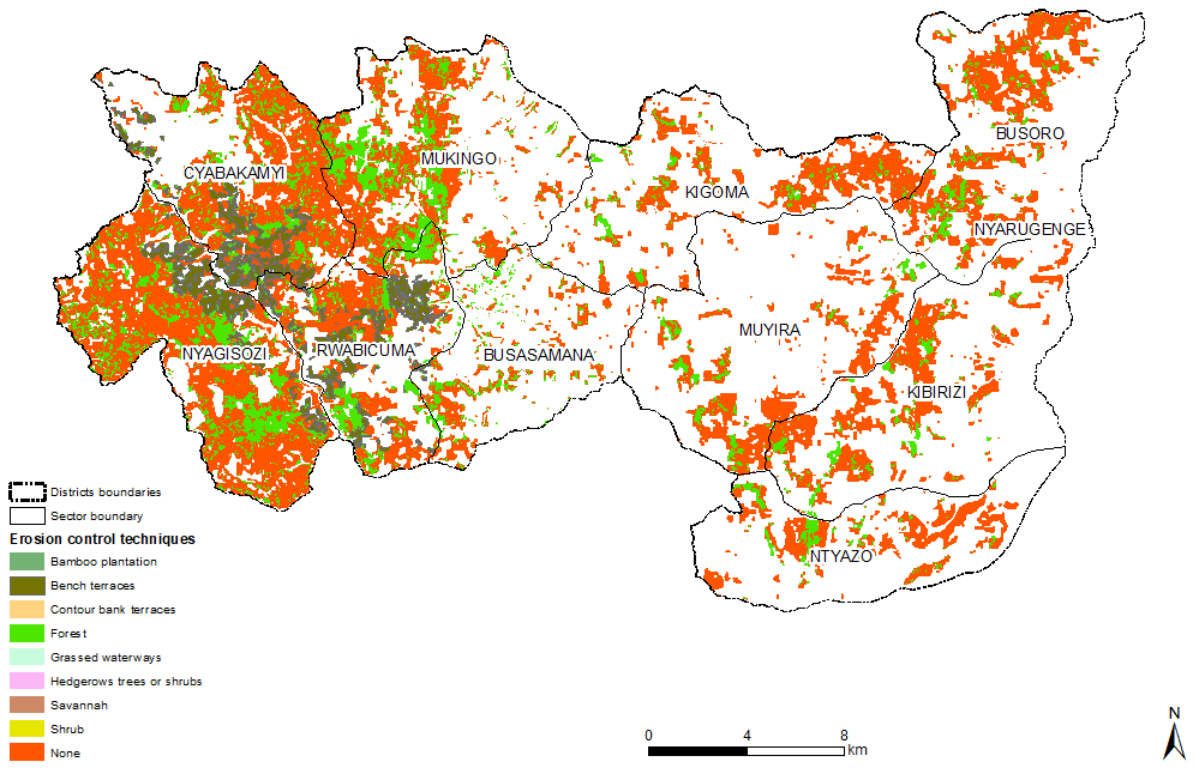 BUSORO
MUKINGO
CYABAKAMYI
KIGOMA
NYARUGENGE
MUYIRA
NYAGISOZI
RWABICUMA
BUSASAMANA
KIBIRIZI
NTYAZO
Districts boundaries
Sector boundary
Erosion control techniques
Bamboo plantation
Bench terraces
Contour bank terraces
Forest
Grassed waterways
Hedgerows trees or shrubs
Savannah
Shrub
None
0 4 8
km
N